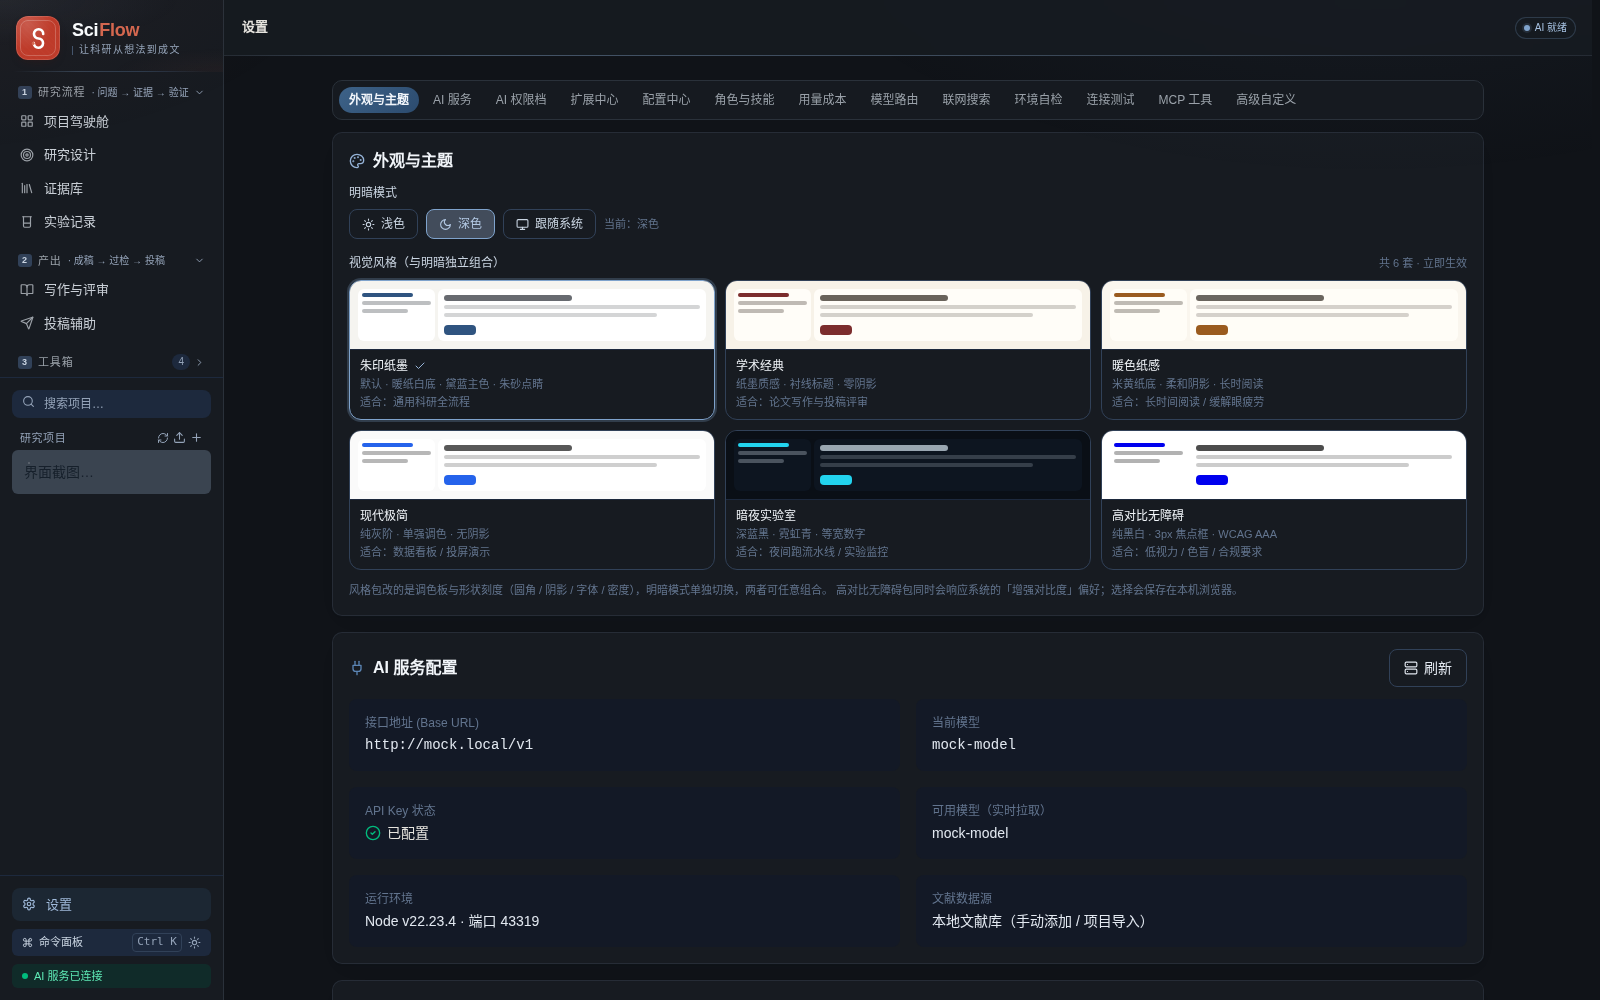 SciFlow
| 让科研从想法到成文
1 研究流程 · 问题 → 证据 → 验证
项目驾驶舱
研究设计
证据库
实验记录
2 产出 · 成稿 → 过检 → 投稿
写作与评审
投稿辅助
3 工具箱 4
搜索项目…
研究项目
界面截图…
设置
命令面板 Ctrl K
AI 服务已连接
设置
AI 就绪
外观与主题 AI 服务 AI 权限档 扩展中心 配置中心 角色与技能 用量成本 模型路由 联网搜索 环境自检 连接测试 MCP 工具 高级自定义
外观与主题
明暗模式
浅色 深色 跟随系统 当前：深色
视觉风格（与明暗独立组合） 共 6 套 · 立即生效
朱印纸墨
默认 · 暖纸白底 · 黛蓝主色 · 朱砂点睛
适合：通用科研全流程
学术经典
纸墨质感 · 衬线标题 · 零阴影
适合：论文写作与投稿评审
暖色纸感
米黄纸底 · 柔和阴影 · 长时阅读
适合：长时间阅读 / 缓解眼疲劳
现代极简
纯灰阶 · 单强调色 · 无阴影
适合：数据看板 / 投屏演示
暗夜实验室
深蓝黑 · 霓虹青 · 等宽数字
适合：夜间跑流水线 / 实验监控
高对比无障碍
纯黑白 · 3px 焦点框 · WCAG AAA
适合：低视力 / 色盲 / 合规要求
风格包改的是调色板与形状刻度（圆角 / 阴影 / 字体 / 密度），明暗模式单独切换，两者可任意组合。 高对比无障碍包同时会响应系统的「增强对比度」偏好；选择会保存在本机浏览器。
AI 服务配置 刷新
接口地址 (Base URL)
http://mock.local/v1
当前模型
mock-model
API Key 状态
已配置
可用模型（实时拉取）
mock-model
运行环境
Node v22.23.4 · 端口 43319
文献数据源
本地文献库（手动添加 / 项目导入）